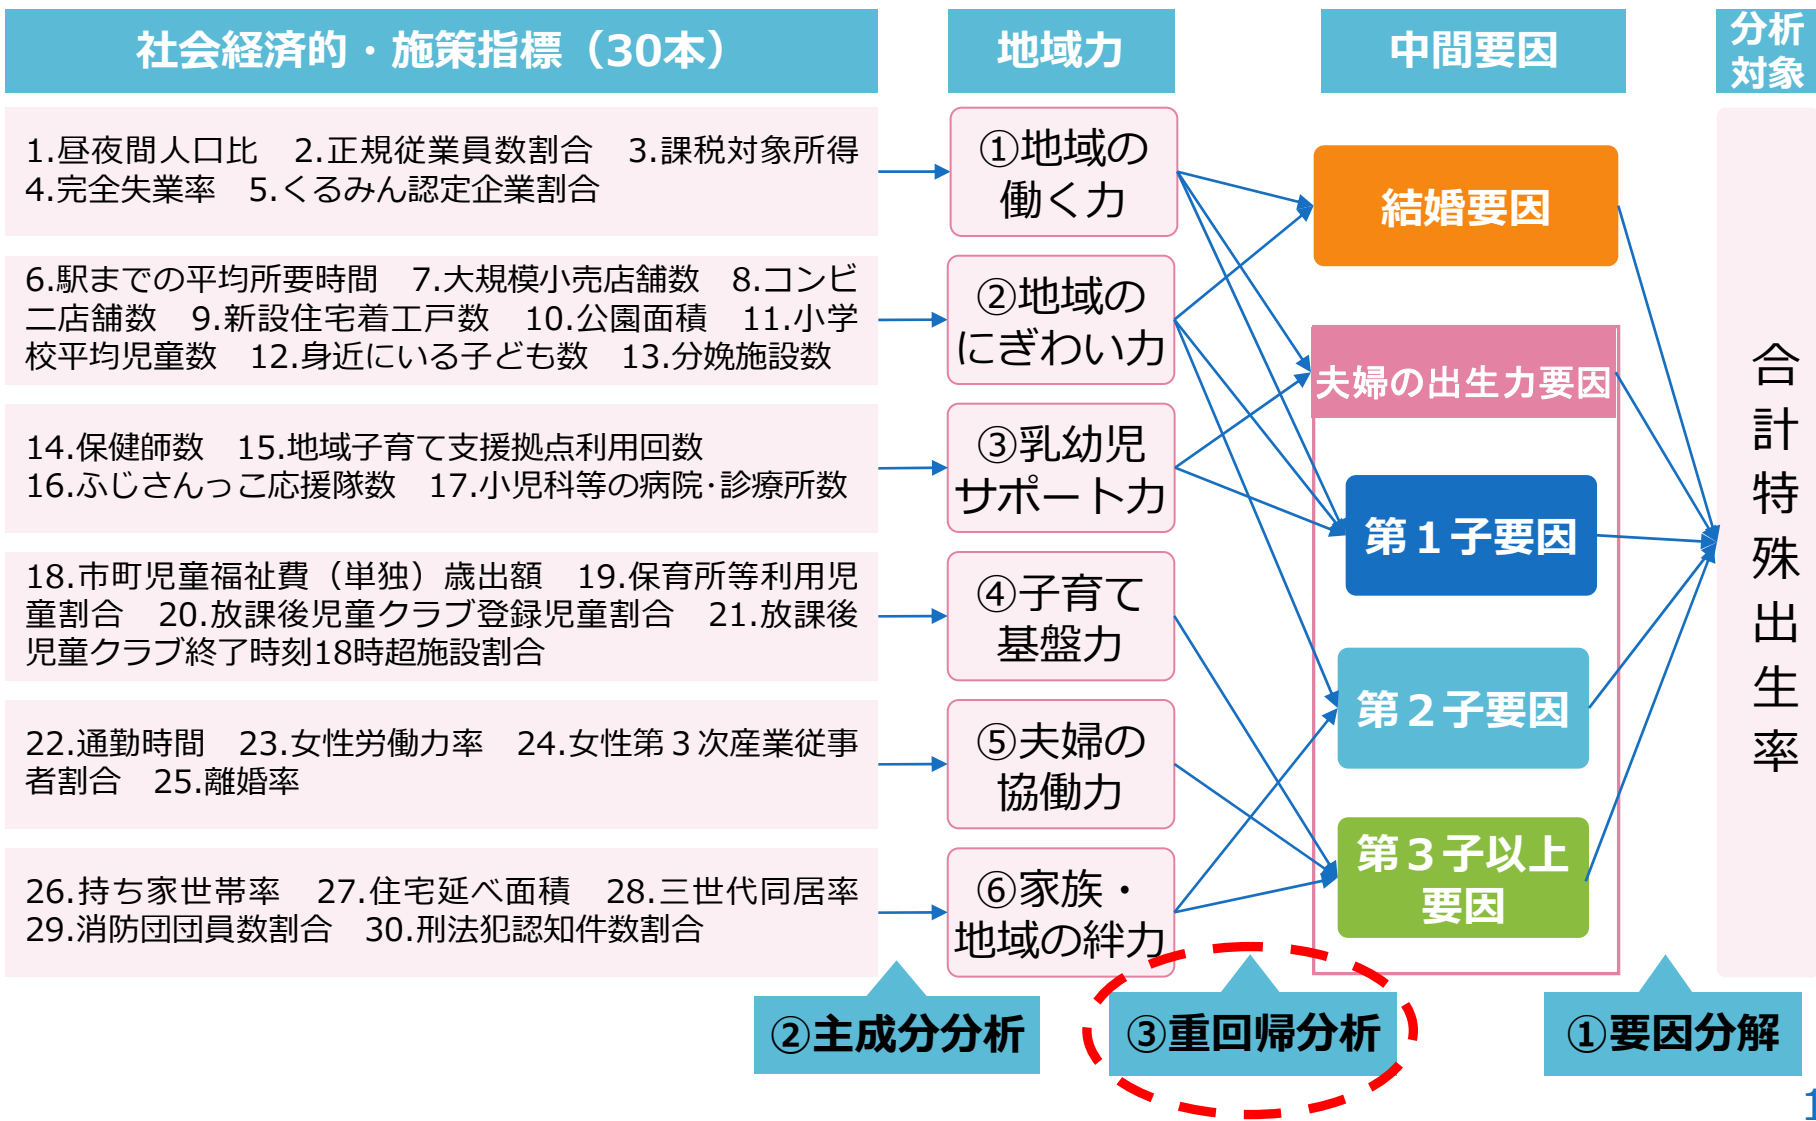 社会経済的・施策指標（30本）
地域力
中間要因
分析
対象
1.昼夜間人口比　2.正規従業員数割合　3.課税対象所得
4.完全失業率　5.くるみん認定企業割合
①地域の
働く力
結婚要因
6.駅までの平均所要時間　7.大規模小売店舗数　8.コンビ
ニ店舗数　9.新設住宅着工戸数　10.公園面積　11.小学
校平均児童数　12.身近にいる子ども数　13.分娩施設数
②地域の
にぎわい力
夫婦の出生力要因
14.保健師数　15.地域子育て支援拠点利用回数
16.ふじさんっこ応援隊数　17.小児科等の病院･診療所数
③乳幼児
サポート力
第１子要因
18.市町児童福祉費（単独）歳出額　19.保育所等利用児
童割合　20.放課後児童クラブ登録児童割合　21.放課後
児童クラブ終了時刻18時超施設割合
④子育て
基盤力
第２子要因
22.通勤時間　23.女性労働力率　24.女性第３次産業従事
者割合　25.離婚率
⑤夫婦の
協働力
第３子以上
要因
26.持ち家世帯率　27.住宅延べ面積　28.三世代同居率
29.消防団団員数割合　30.刑法犯認知件数割合
⑥家族・
地域の絆力
合計特殊出生率
②主成分分析
③重回帰分析
①要因分解
1